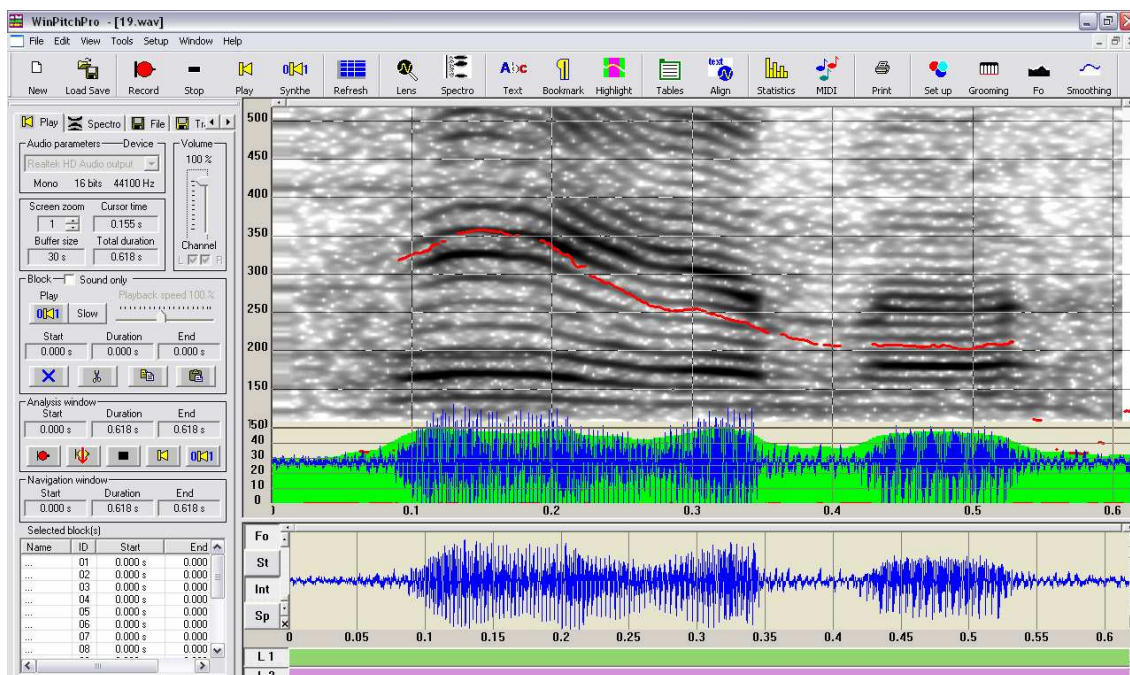 WinPitchPro - [19.wav]
File Edit View Tools Setup Window Help
New Load Save Record Stop Play Synthe Refresh Lens Spectro Text Bookmark Highlight Tables Align Statistics MIDI Print Set up Grooming Fo Smoothing
Play Spectro File
Audio parameters Device
Realtek HD Audio output
Mono 16 bits 44100 Hz
Volume
100 %
Channel
L R
Screen zoom Cursor time
1 0.155 s
Buffer size Total duration
30 s 0.618 s
Block Sound only
Play Playback speed 100 %
Slow
Start Duration End
0.000 s 0.000 s 0.000 s
Analysis window
Start Duration End
0.000 s 0.618 s 0.618 s
Navigation window
Start Duration End
0.000 s 0.618 s 0.618 s
Selected block(s)
Name ID Start End
... 01 0.000 s 0.000
... 02 0.000 s 0.000
... 03 0.000 s 0.000
... 04 0.000 s 0.000
... 05 0.000 s 0.000
... 06 0.000 s 0.000
... 07 0.000 s 0.000
... 08 0.000 s 0.000
500
450
400
350
300
250
200
150
50
40
30
20
10
0
0.1 0.2 0.3 0.4 0.5 0.6
Fo
St
Int
Sp
0 0.05 0.1 0.15 0.2 0.25 0.3 0.35 0.4 0.45 0.5 0.55 0.6
L 1